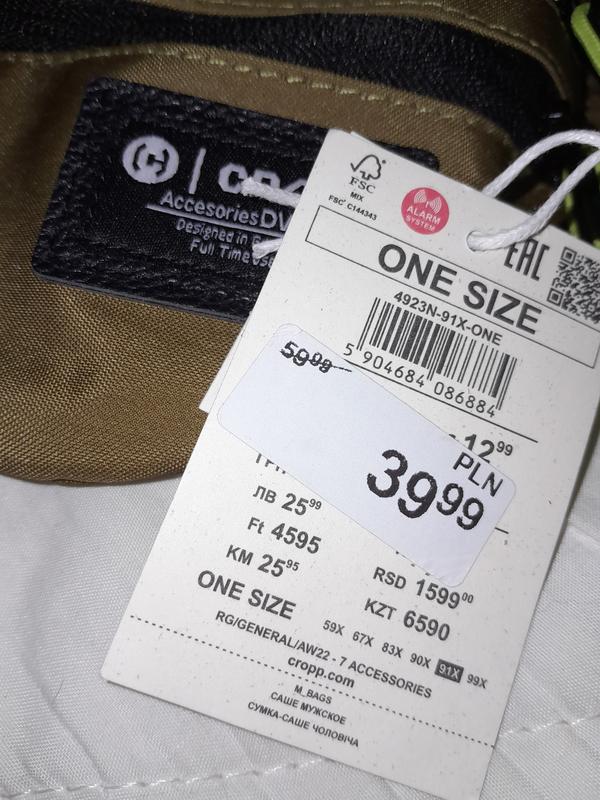 AccesoriesDV
Designed in
Full Time
FSC
MIX
FSC® C144343
ALARM
SYSTEM
EAC
ONE SIZE
4923N-91X-ONE
5 904684 086884
12 99
59 99
PLN
39 99
ЛВ 25 99
Ft 4595
KM 25 95
RSD 1599 00
KZT 6590
ONE SIZE
59X 67X 83X 90X 91X 99X
RG/GENERAL/AW22 - 7 ACCESSORIES
cropp.com
M_BAGS
САШЕ МУЖСКОЕ
СУМКА-САШЕ ЧОЛОВІЧА